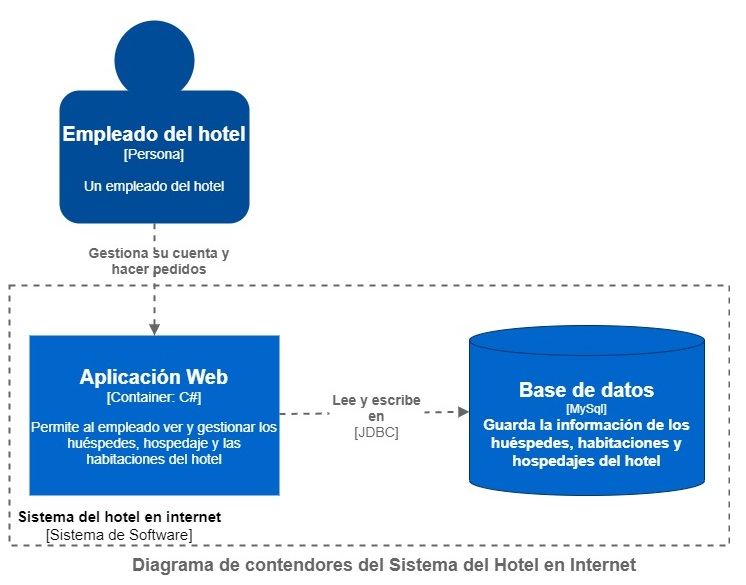 Empleado del hotel
[Persona]
Un empleado del hotel
Gestiona su cuenta y
hacer pedidos
Aplicación Web
[Container: C#]
Permite al empleado ver y gestionar los
huéspedes, hospedaje y las
habitaciones del hotel
Lee y escribe
en
[JDBC]
Base de datos
[MySql]
Guarda la información de los
huéspedes, habitaciones y
hospedajes del hotel
Sistema del hotel en internet
[Sistema de Software]
Diagrama de contendores del Sistema del Hotel en Internet